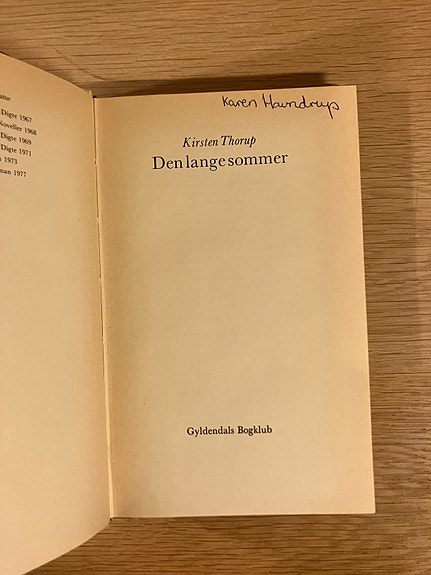 Digte 1967
Noveller 1968
Digte 1969
Digte 1971
1973
1977
Karen Havndrup
Kirsten Thorup
Den lange sommer
Gyldendals Bogklub